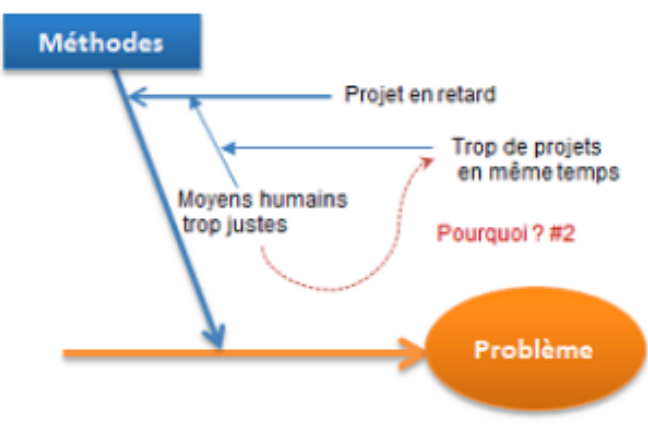 Méthodes
Projet en retard
Trop de projets
en même temps
Moyens humains
trop justes
Pourquoi ? #2
Problème